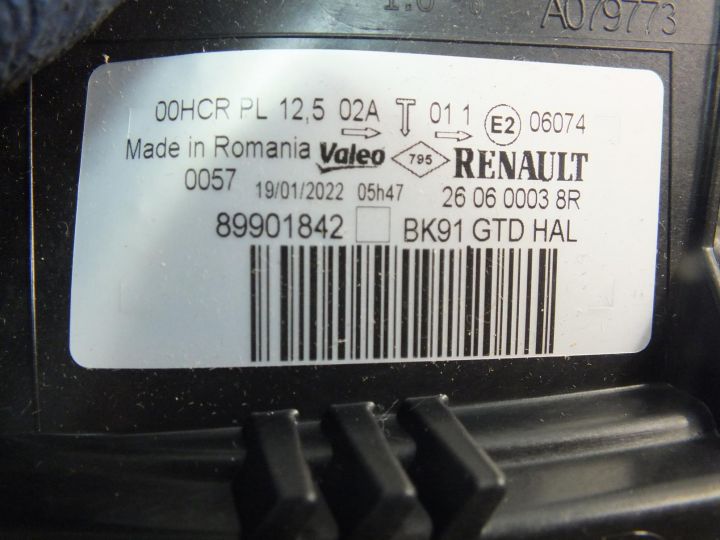 A079773
00HCR PL 12,5 02A T 01 1 E2 06074
Made in Romania Valeo 795 RENAULT
0057 19/01/2022 05h47 26 06 0003 8R
89901842 BK91 GTD HAL